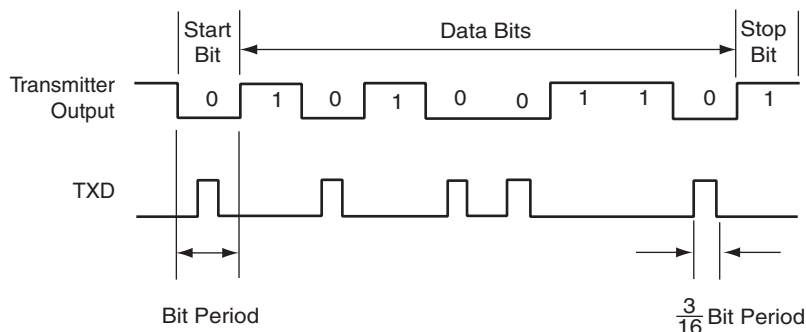 Start Bit
Data Bits
Stop Bit
Transmitter Output
0 1 0 1 0 0 1 1 0 1
TXD
Bit Period
3/16 Bit Period